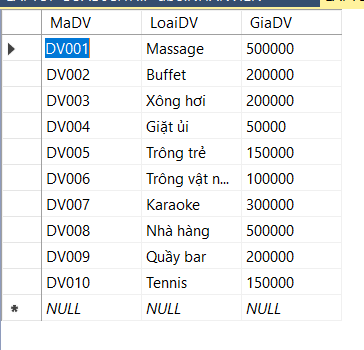 MaDV LoaiDV GiaDV
DV001 Massage 500000
DV002 Buffet 200000
DV003 Xông hơi 200000
DV004 Giặt ủi 50000
DV005 Trông trẻ 150000
DV006 Trông vật n... 100000
DV007 Karaoke 300000
DV008 Nhà hàng 500000
DV009 Quầy bar 200000
DV010 Tennis 150000
NULL NULL NULL